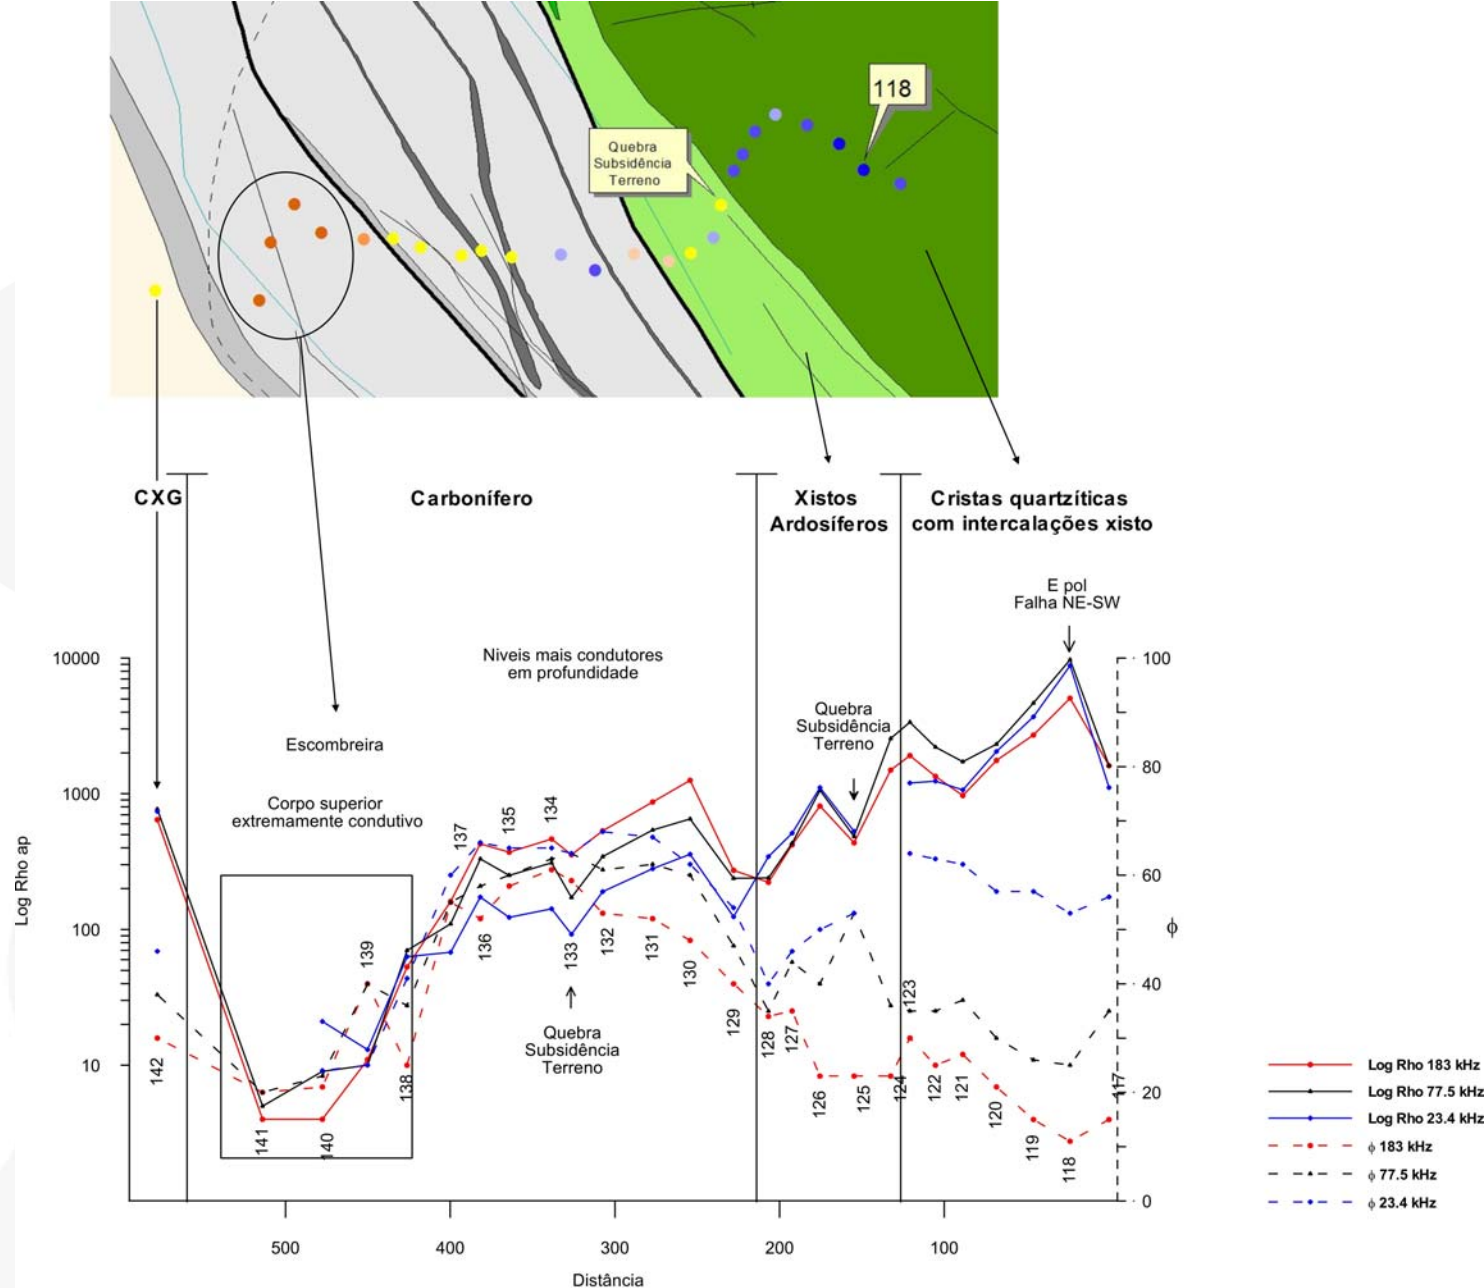 118
Quebra
Subsidência
Terreno
CXG
Carbonífero
Xistos
Ardosíferos
Cristas quartzíticas
com intercalações xisto
E pol
Falha NE-SW
Niveis mais condutores
em profundidade
Quebra
Subsidência
Terreno
Escombreira
Corpo superior
extremamente condutivo
10000
1000
100
10
Log Rho ap
100
80
60
40
20
0
ϕ
142
141
140
139
138
137
136
135
134
133
132
131
130
129
128
127
126
125
124
123
122
121
120
119
118
117
Quebra
Subsidência
Terreno
500
400
300
200
100
Distância
Log Rho 183 kHz
Log Rho 77.5 kHz
Log Rho 23.4 kHz
ϕ 183 kHz
ϕ 77.5 kHz
ϕ 23.4 kHz